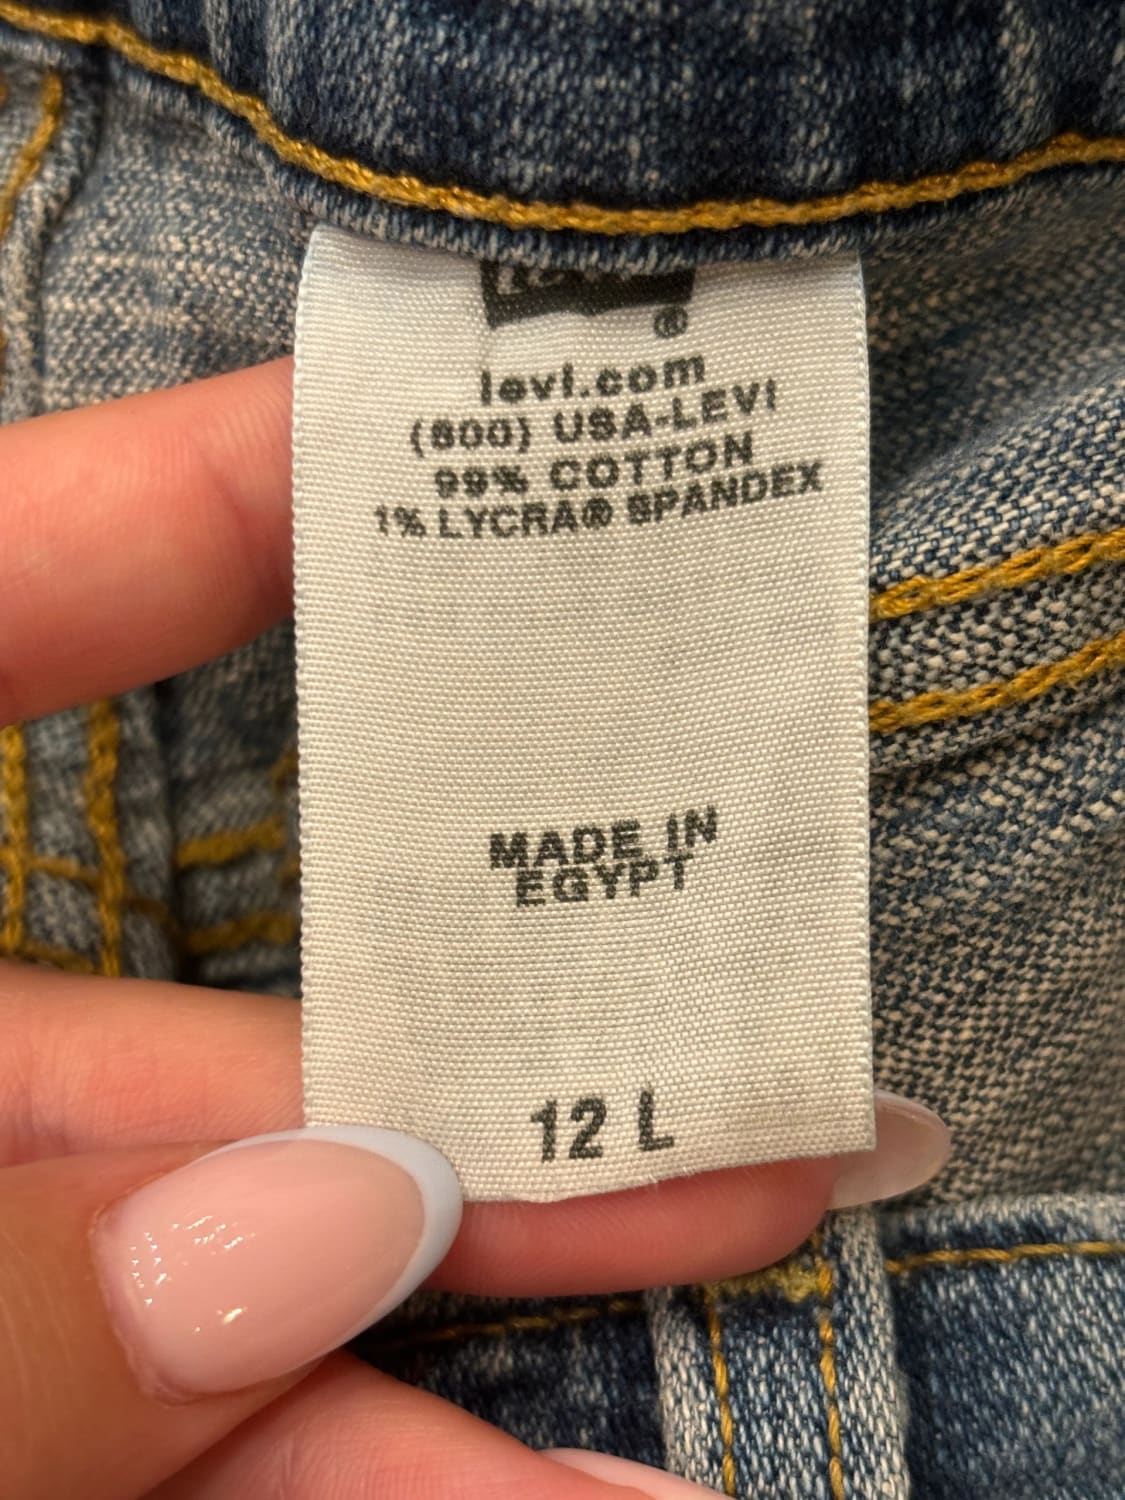 ®
levi.com
(800) USA-LEVI
99% COTTON
1% LYCRA® SPANDEX
MADE IN
EGYPT
12 L